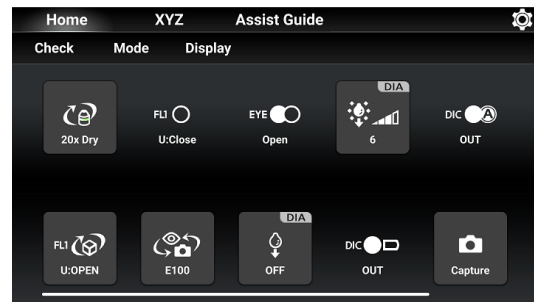 Home XYZ Assist Guide
Check Mode Display
DIA
FL1 EYE DIC A
20x Dry U:Close Open 6 OUT
DIA
FL1 DIC
U:OPEN E100 OFF OUT Capture